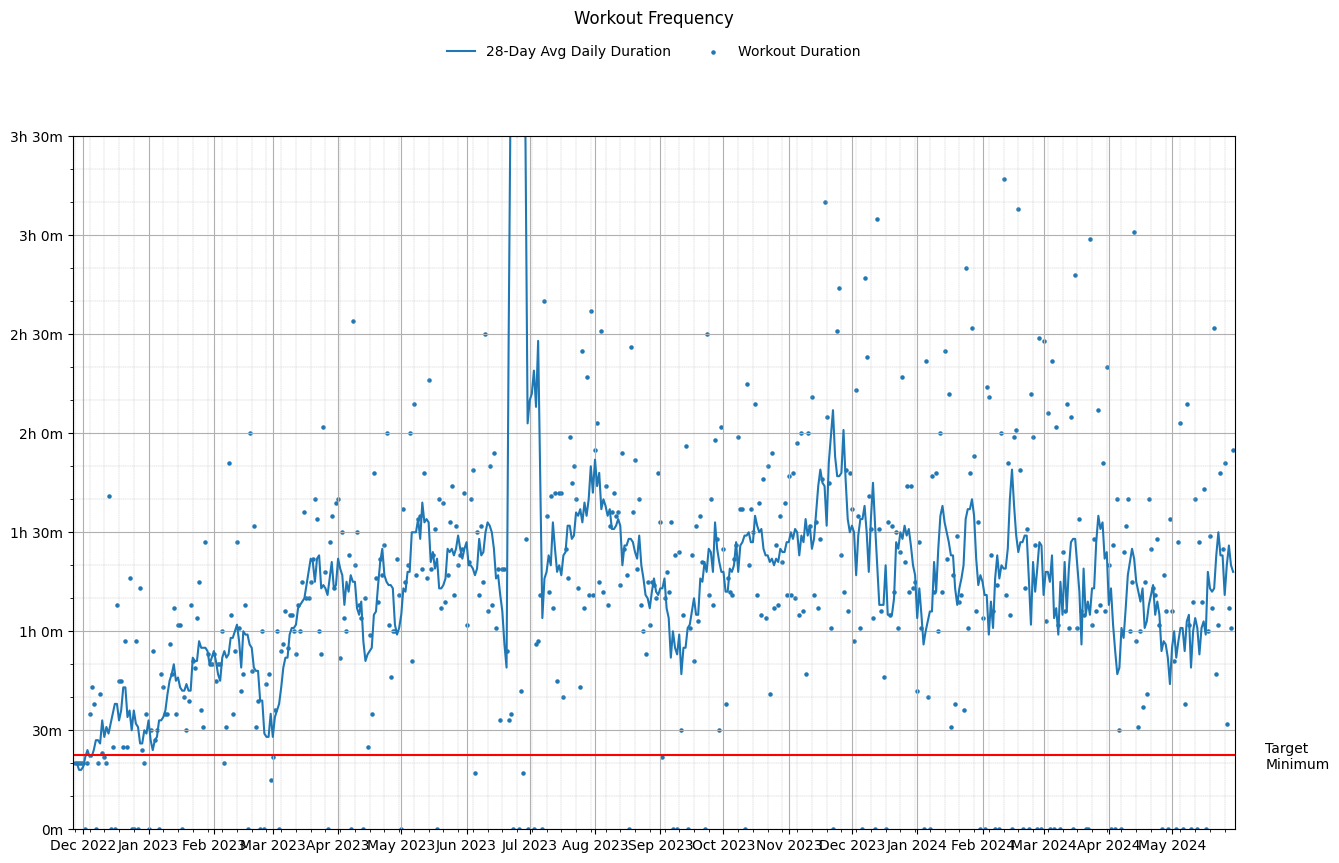 Workout Frequency
28-Day Avg Daily Duration
Workout Duration
3h 30m
3h 0m
2h 30m
2h 0m
1h 30m
1h 0m
30m
0m
Target
Minimum
Dec 2022 Jan 2023 Feb 2023 Mar 2023 Apr 2023 May 2023 Jun 2023 Jul 2023 Aug 2023 Sep 2023 Oct 2023 Nov 2023 Dec 2023 Jan 2024 Feb 2024 Mar 2024 Apr 2024 May 2024